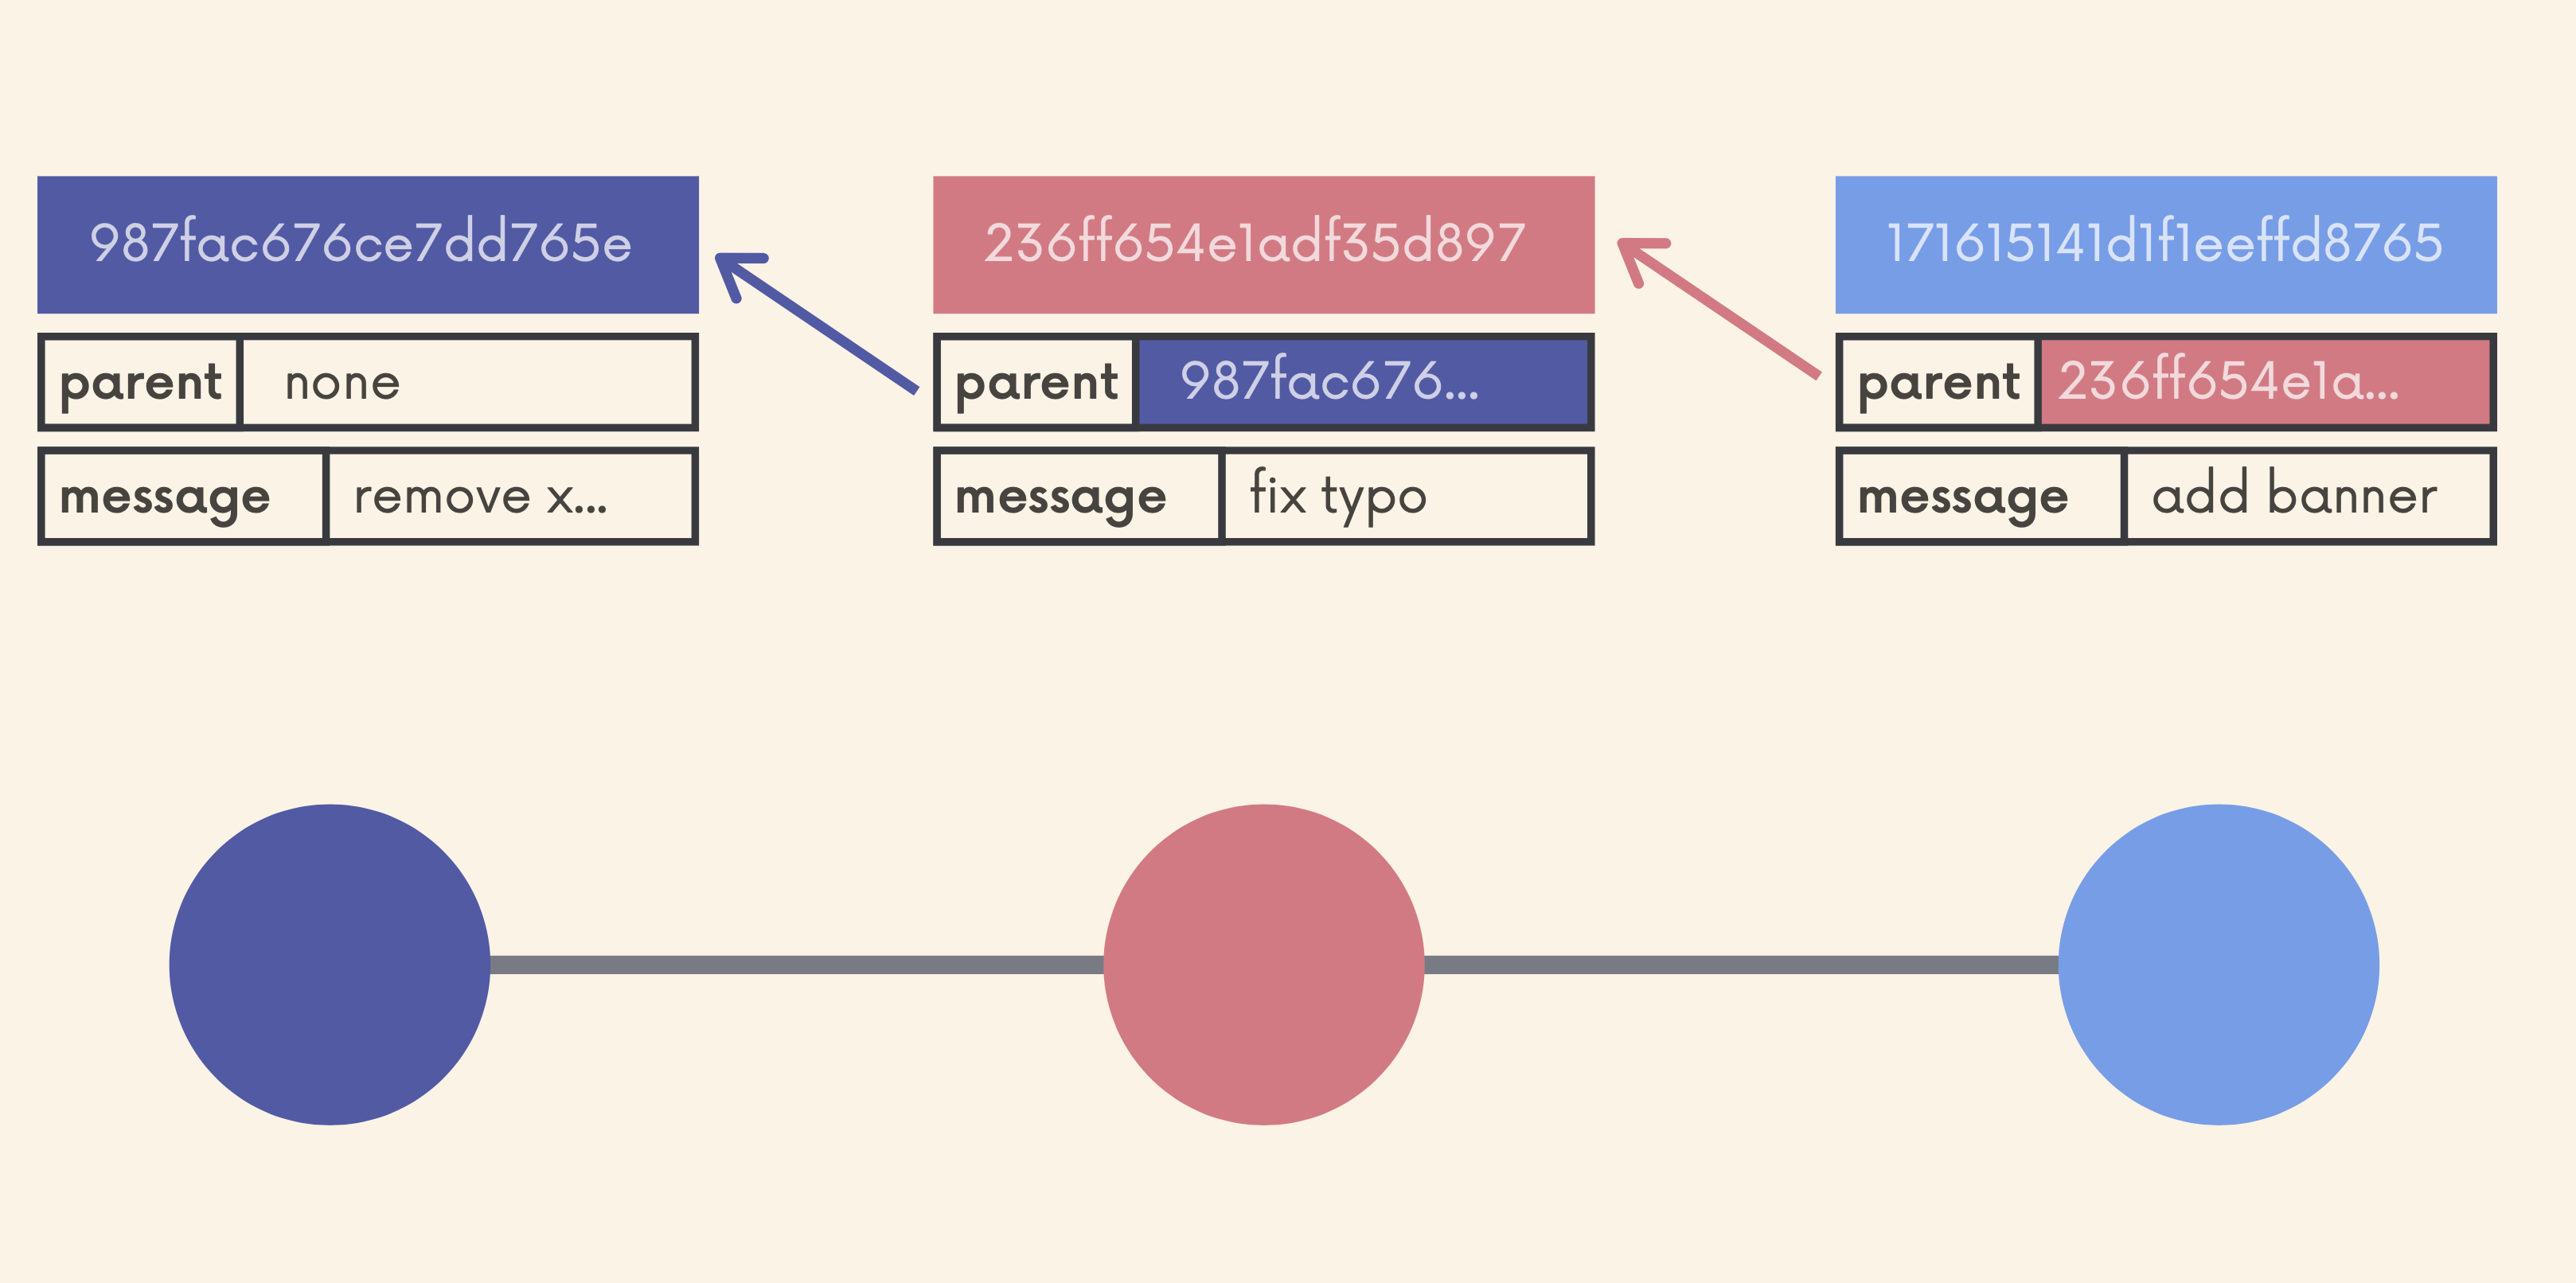 987fac676ce7dd765e
parent none
message remove x...
236ff654e1adf35d897
parent 987fac676...
message fix typo
171615141d1f1eeffd8765
parent 236ff654e1a...
message add banner